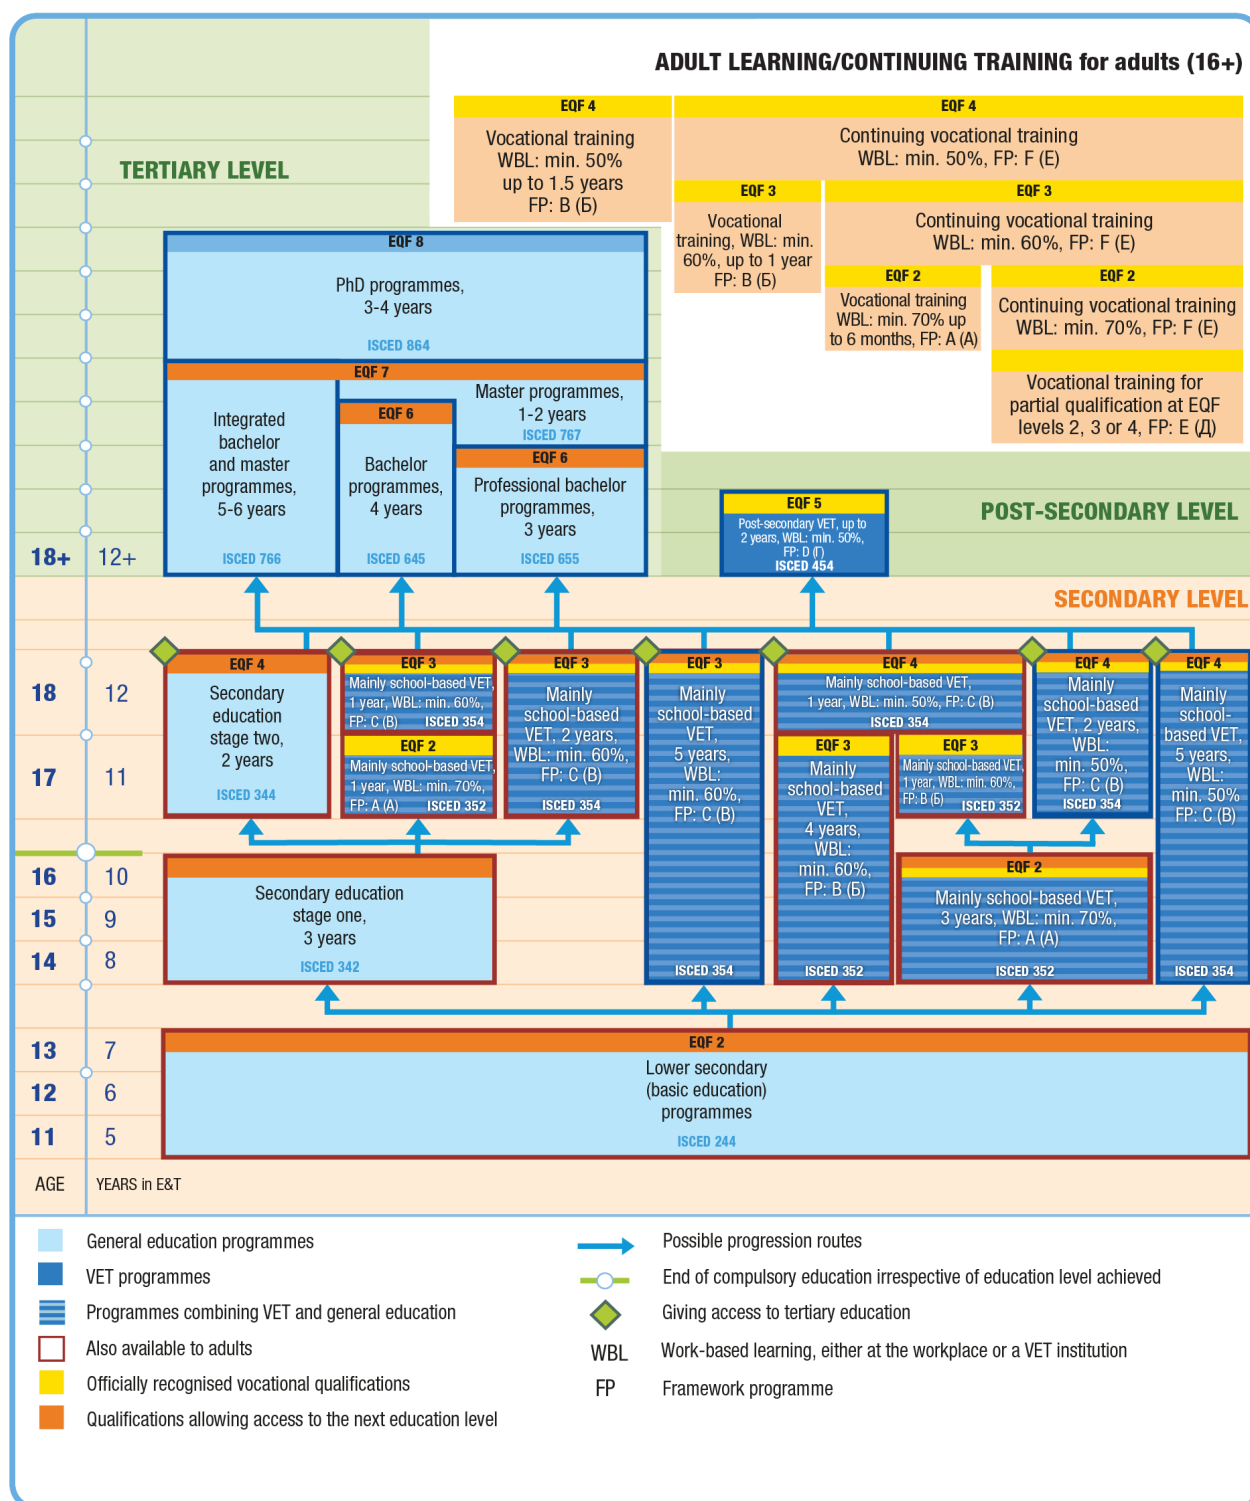 ADULT LEARNING/CONTINUING TRAINING for adults (16+)
EQF 4
Vocational training
WBL: min. 50%
up to 1.5 years
FP: B (Б)
EQF 4
Continuing vocational training
WBL: min. 50%, FP: F (E)
EQF 3
Vocational
training, WBL: min.
60%, up to 1 year
FP: B (Б)
EQF 3
Continuing vocational training
WBL: min. 60%, FP: F (E)
EQF 2
Vocational training
WBL: min. 70% up
to 6 months, FP: A (A)
EQF 2
Continuing vocational training
WBL: min. 70%, FP: F (E)
Vocational training for
partial qualification at EQF
levels 2, 3 or 4, FP: E (Д)
TERTIARY LEVEL
EQF 8
PhD programmes,
3-4 years
ISCED 864
EQF 7
Integrated
bachelor
and master
programmes,
5-6 years
ISCED 766
EQF 6
Bachelor
programmes,
4 years
ISCED 645
Master programmes,
1-2 years
ISCED 767
EQF 6
Professional bachelor
programmes,
3 years
ISCED 655
POST-SECONDARY LEVEL
EQF 5
Post-secondary VET, up to
2 years, WBL: min. 50%,
FP: D (Г)
ISCED 454
18+ 12+
SECONDARY LEVEL
EQF 4
Secondary
education
stage two,
2 years
ISCED 344
EQF 3
Mainly school-based VET,
1 year, WBL: min. 60%,
FP: C (B) ISCED 354
EQF 2
Mainly school-based VET,
1 year, WBL: min. 70%,
FP: A (A) ISCED 352
EQF 3
Mainly
school-based
VET, 2 years,
WBL: min. 60%,
FP: C (B)
ISCED 354
EQF 3
Mainly
school-based
VET,
5 years,
WBL:
min. 60%,
FP: C (B)
ISCED 354
EQF 4
Mainly school-based VET,
1 year, WBL: min. 50%, FP: C (B)
ISCED 354
EQF 3
Mainly
school-based
VET,
4 years,
WBL:
min. 60%,
FP: B (Б)
ISCED 352
EQF 3
Mainly school-based VET,
1 year, WBL: min. 60%,
FP: B (Б)
ISCED 352
EQF 4
Mainly
school-based
VET, 2 years,
WBL:
min. 50%,
FP: C (B)
ISCED 354
EQF 4
Mainly
school-
based VET,
5 years,
WBL:
min. 50%
FP: C (B)
ISCED 354
18 12
17 11
16 10
15 9
14 8
Secondary education
stage one,
3 years
ISCED 342
EQF 2
Mainly school-based VET,
3 years, WBL: min. 70%,
FP: A (A)
ISCED 352
13 7
12 6
11 5
EQF 2
Lower secondary
(basic education)
programmes
ISCED 244
AGE YEARS in E&T
General education programmes
VET programmes
Programmes combining VET and general education
Also available to adults
Officially recognised vocational qualifications
Qualifications allowing access to the next education level
Possible progression routes
End of compulsory education irrespective of education level achieved
Giving access to tertiary education
WBL Work-based learning, either at the workplace or a VET institution
FP Framework programme